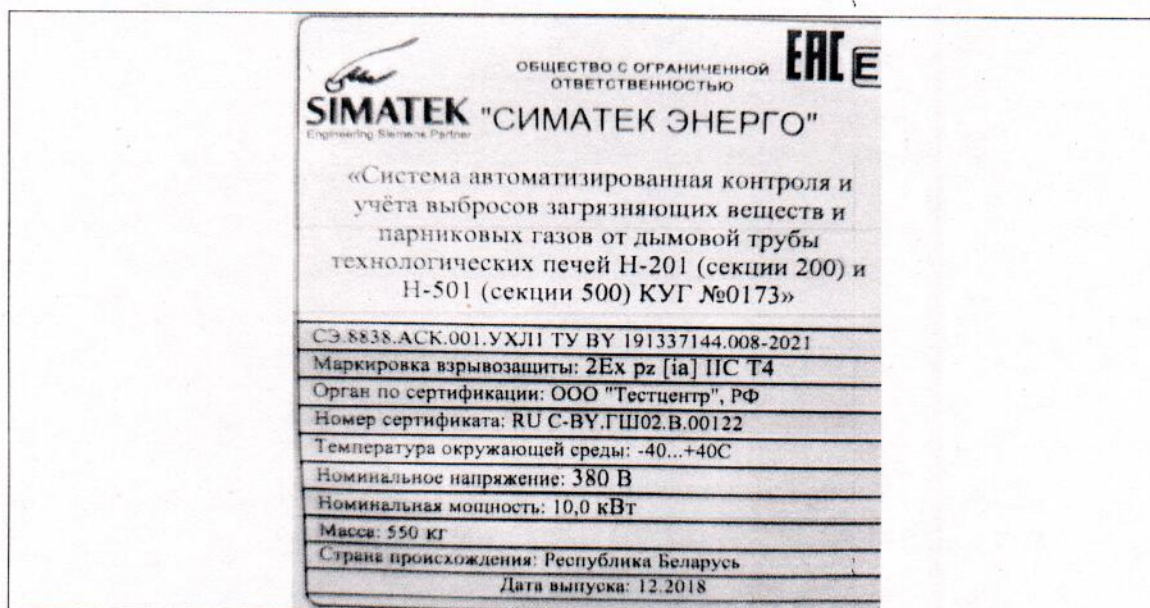 ОБЩЕСТВО С ОГРАНИЧЕННОЙ
ОТВЕТСТВЕННОСТЬЮ
EAC
SIMATEK
Engineering Siemens Partner
"СИМАТЕК ЭНЕРГО"
«Система автоматизированная контроля и
учёта выбросов загрязняющих веществ и
парниковых газов от дымовой трубы
технологических печей Н-201 (секции 200) и
Н-501 (секции 500) КУГ №0173»
СЭ.8838.АСК.001.УХЛ1 ТУ BY 191337144.008-2021
Маркировка взрывозащиты: 2Ex pz [ia] IIC T4
Орган по сертификации: ООО "Тестцентр", РФ
Номер сертификата: RU C-BY.ГШ02.В.00122
Температура окружающей среды: -40...+40С
Номинальное напряжение: 380 В
Номинальная мощность: 10,0 кВт
Масса: 550 кг
Страна происхождения: Республика Беларусь
Дата выпуска: 12.2018